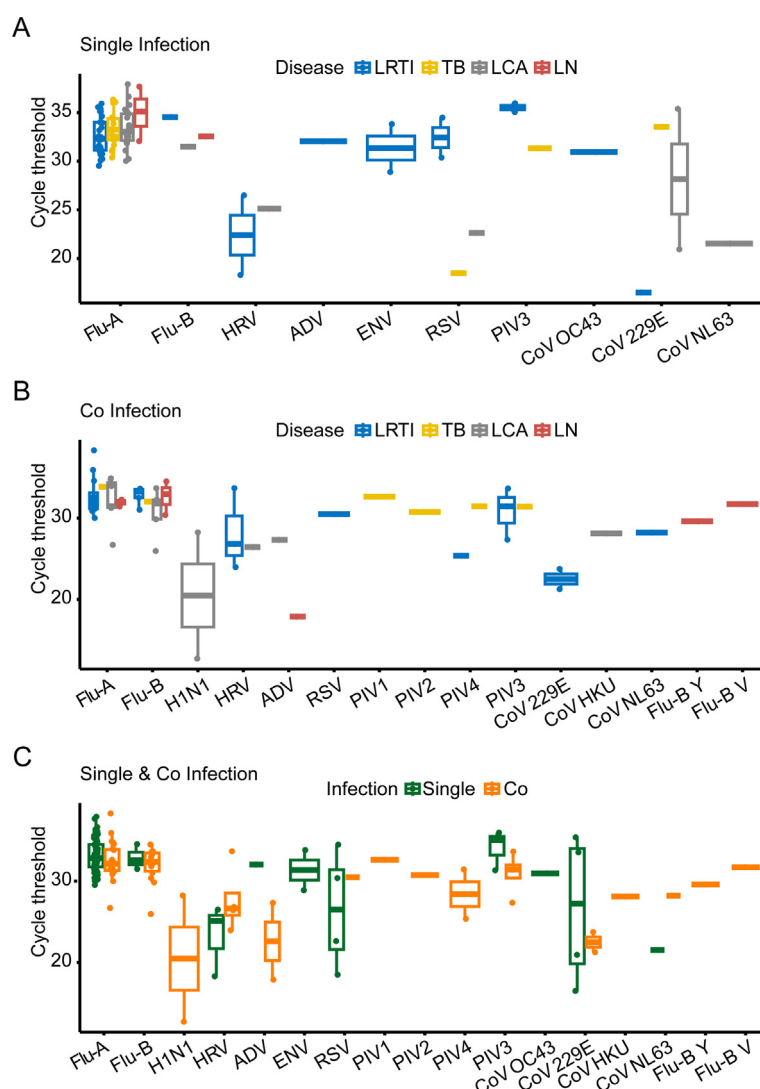 A
Single Infection
Disease LRTI TB LCA LN
Cycle threshold
35
30
25
20
Flu-A Flu-B HRV ADV ENV RSV PIV3 CoV OC43 CoV 229E CoV NL63
B
Co Infection
Disease LRTI TB LCA LN
Cycle threshold
30
20
Flu-A Flu-B H1N1 HRV ADV RSV PIV1 PIV2 PIV4 PIV3 CoV 229E CoV HKU CoV NL63 Flu-B Y Flu-B V
C
Single & Co Infection
Infection Single Co
Cycle threshold
30
20
Flu-A Flu-B H1N1 HRV ADV ENV RSV PIV1 PIV2 PIV4 PIV3 CoV OC43 CoV 229E CoV HKU CoV NL63 Flu-B Y Flu-B V